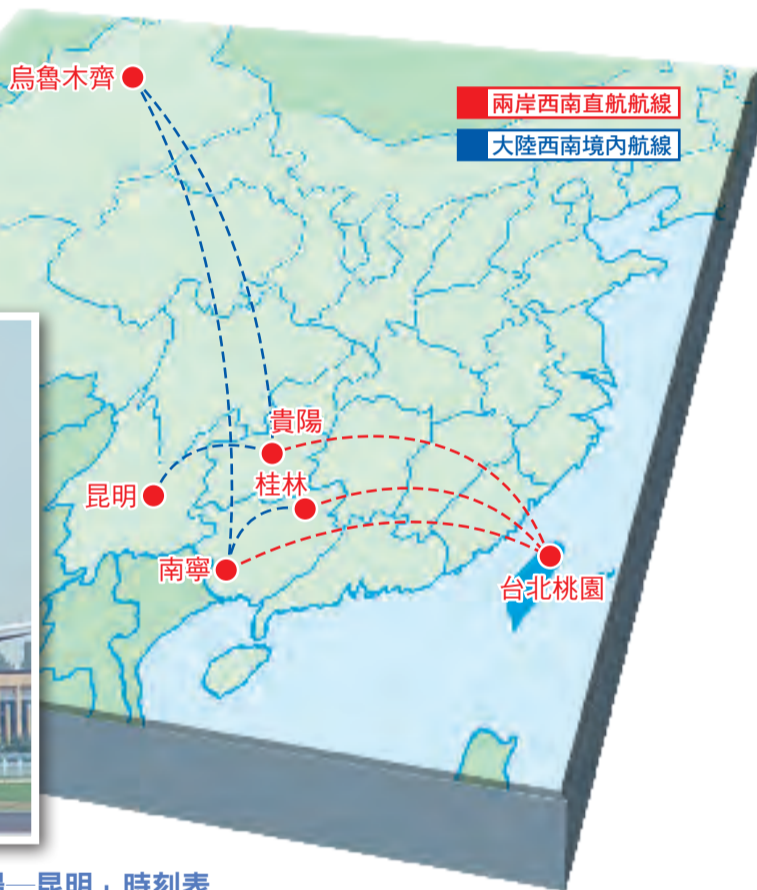 烏魯木齊
兩岸西南直航航線
大陸西南境內航線
貴陽
桂林
昆明
南寧
台北桃園
昆明」時刻表